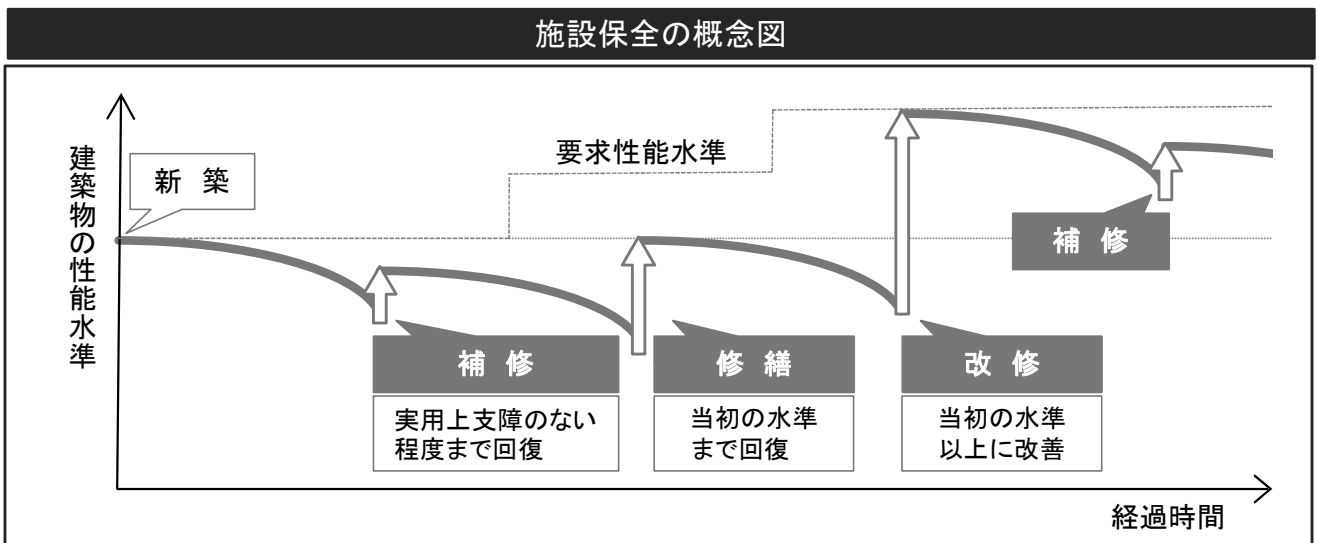 施設保全の概念図
建築物の性能水準
新 築
要求性能水準
補 修
実用上支障のない
程度まで回復
修 繕
当初の水準
まで回復
改 修
当初の水準
以上に改善
補 修
経過時間